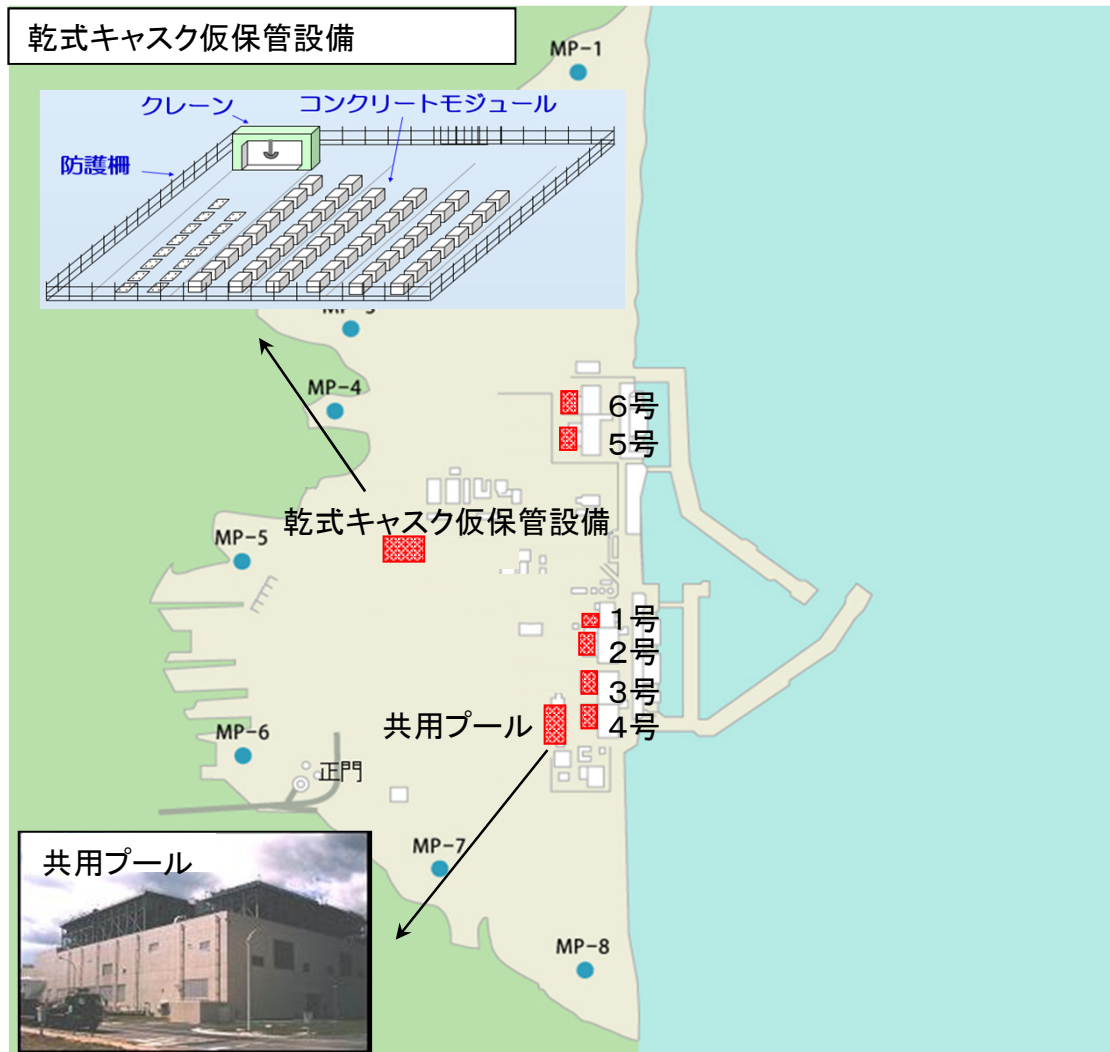 乾式キャスク仮保管設備
MP-1
クレーン
コンクリートモジュール
防護柵
MP-4
6号
5号
乾式キャスク仮保管設備
MP-5
1号
2号
3号
共用プール
4号
MP-6
正門
MP-7
共用プール
MP-8